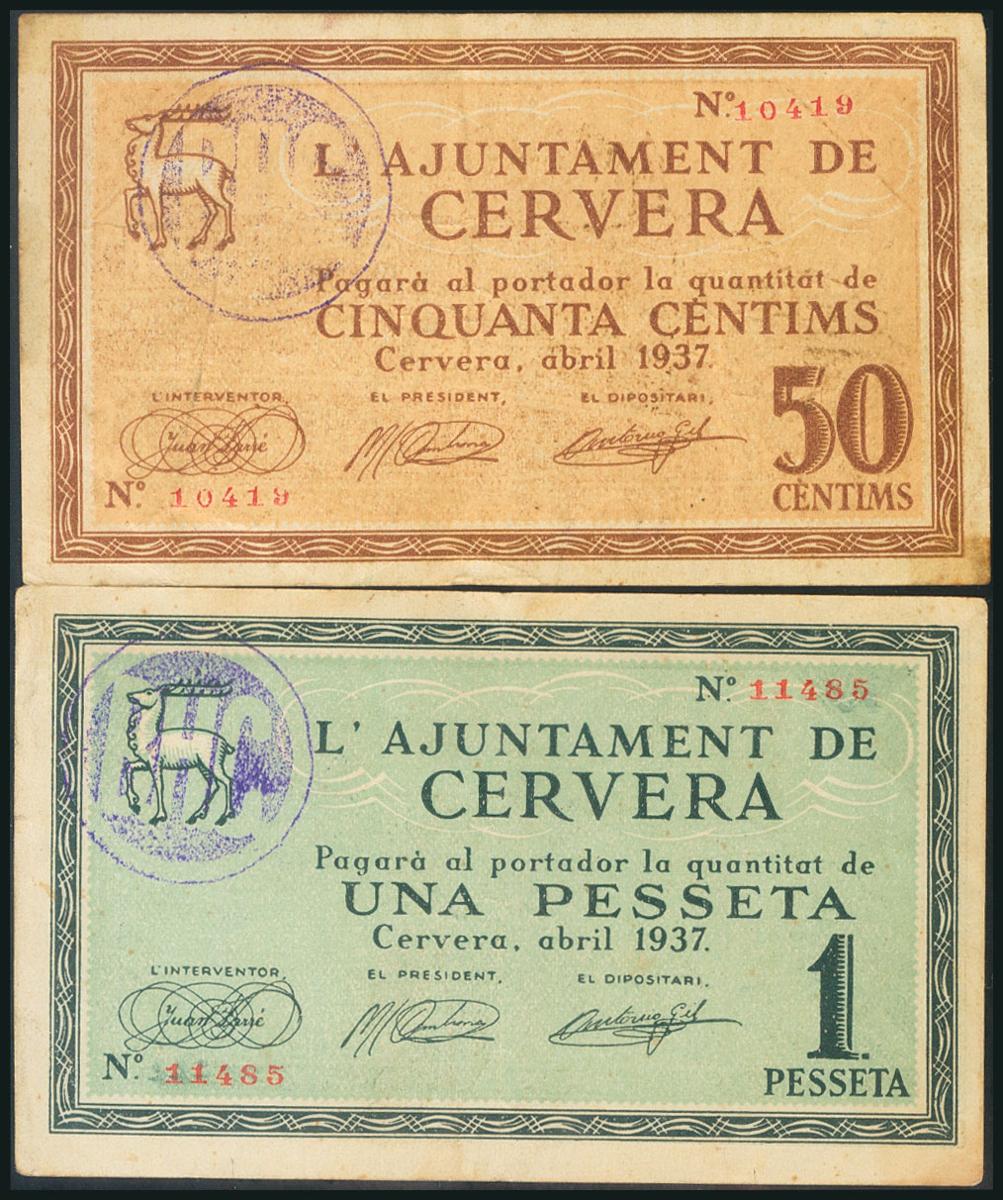 Nº 10419
L' AJUNTAMENT DE
CERVERA
Pagarà al portador la quantitat de
CINQUANTA CÈNTIMS
Cervera, abril 1937.
L'INTERVENTOR, EL PRESIDENT, EL DIPOSITARI,
Nº 10419
50
CÈNTIMS
Nº 11485
L' AJUNTAMENT DE
CERVERA
Pagarà al portador la quantitat de
UNA PESSETA
Cervera, abril 1937.
L'INTERVENTOR, EL PRESIDENT, EL DIPOSITARI,
Nº 11485
1
PESSETA